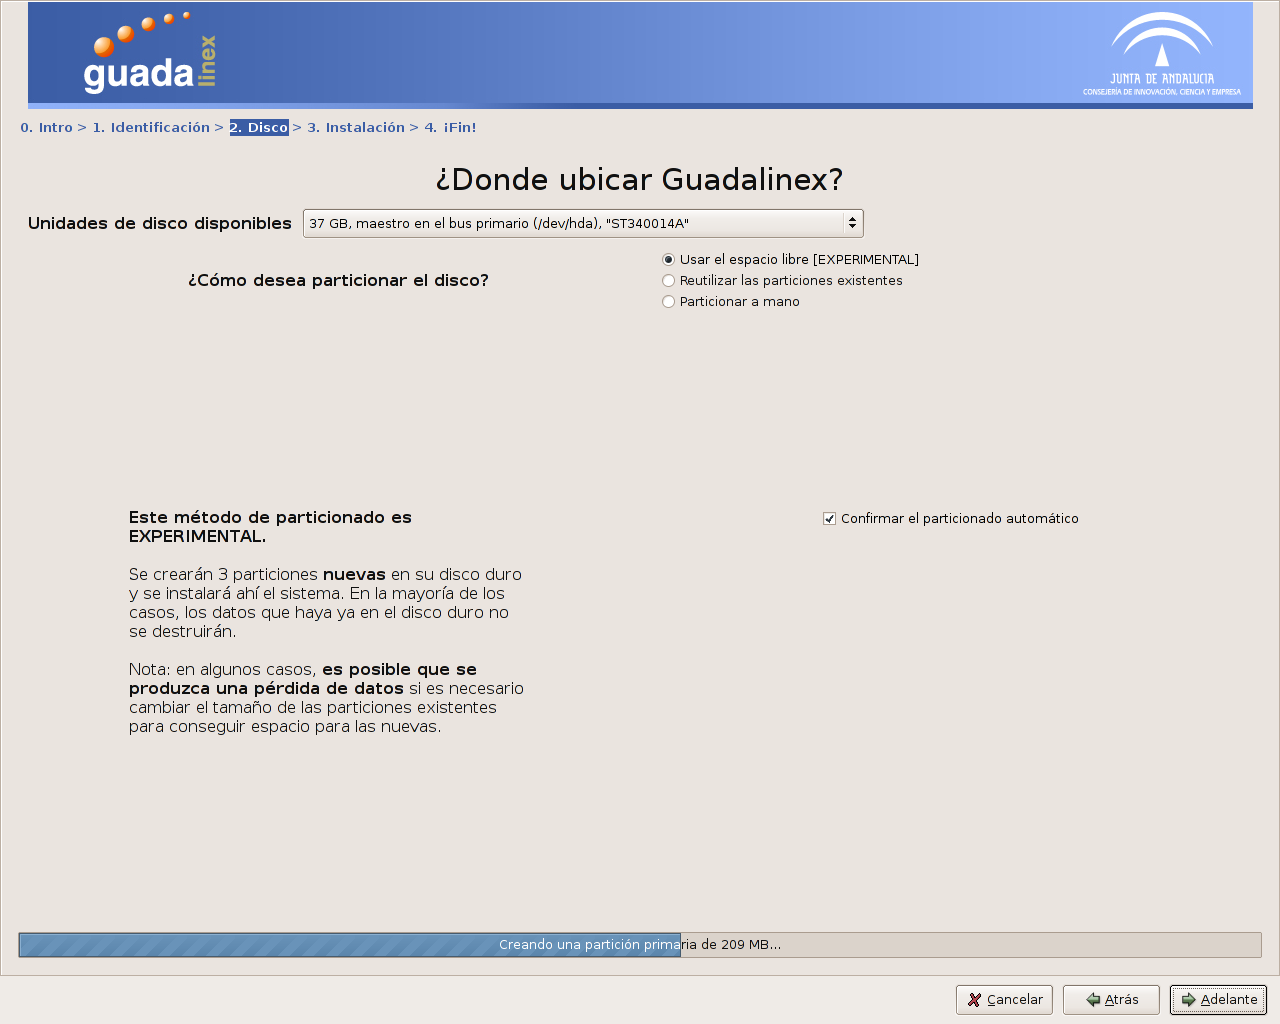 guada
linex
JUNTA DE ANDALUCIA
CONSEJERÍA DE INNOVACIÓN, CIENCIA Y EMPRESA
0. Intro > 1. Identificación > 2. Disco > 3. Instalación > 4. ¡Fin!
¿Donde ubicar Guadalinex?
Unidades de disco disponibles 37 GB, maestro en el bus primario (/dev/hda), "ST340014A"
¿Cómo desea particionar el disco?
Usar el espacio libre [EXPERIMENTAL]
Reutilizar las particiones existentes
Particionar a mano
Este método de particionado es
EXPERIMENTAL.
Se crearán 3 particiones nuevas en su disco duro
y se instalará ahí el sistema. En la mayoría de los
casos, los datos que haya ya en el disco duro no
se destruirán.
Nota: en algunos casos, es posible que se
produzca una pérdida de datos si es necesario
cambiar el tamaño de las particiones existentes
para conseguir espacio para las nuevas.
Confirmar el particionado automático
Creando una partición primaria de 209 MB...
Cancelar Atrás Adelante